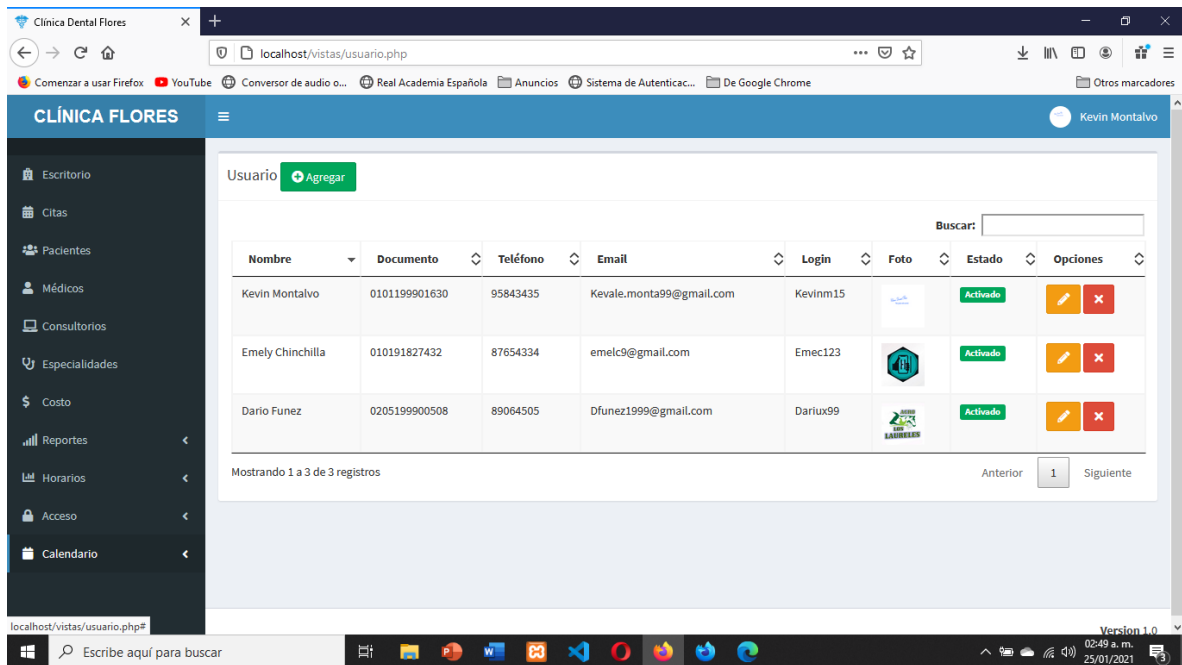 Clínica Dental Flores
localhost/vistas/usuario.php
Comenzar a usar Firefox YouTube Conversor de audio o... Real Academia Española Anuncios Sistema de Autenticac... De Google Chrome Otros marcadores
CLÍNICA FLORES
Kevin Montalvo
Escritorio
Citas
Pacientes
Médicos
Consultorios
Especialidades
Costo
Reportes
Horarios
Acceso
Calendario
Usuario Agregar
Buscar:
Nombre Documento Teléfono Email Login Foto Estado Opciones
Kevin Montalvo 0101199901630 95843435 Kevale.monta99@gmail.com Kevinm15 Activado
Emely Chinchilla 010191827432 87654334 emelc9@gmail.com Emec123 Activado
Dario Funez 0205199900508 89064505 Dfunez1999@gmail.com Dariux99 Activado
LOS
LAURELES
Mostrando 1 a 3 de 3 registros
Anterior 1 Siguiente
Version 1.0
localhost/vistas/usuario.php#
Escribe aquí para buscar
02:49 a. m.
25/01/2021
3